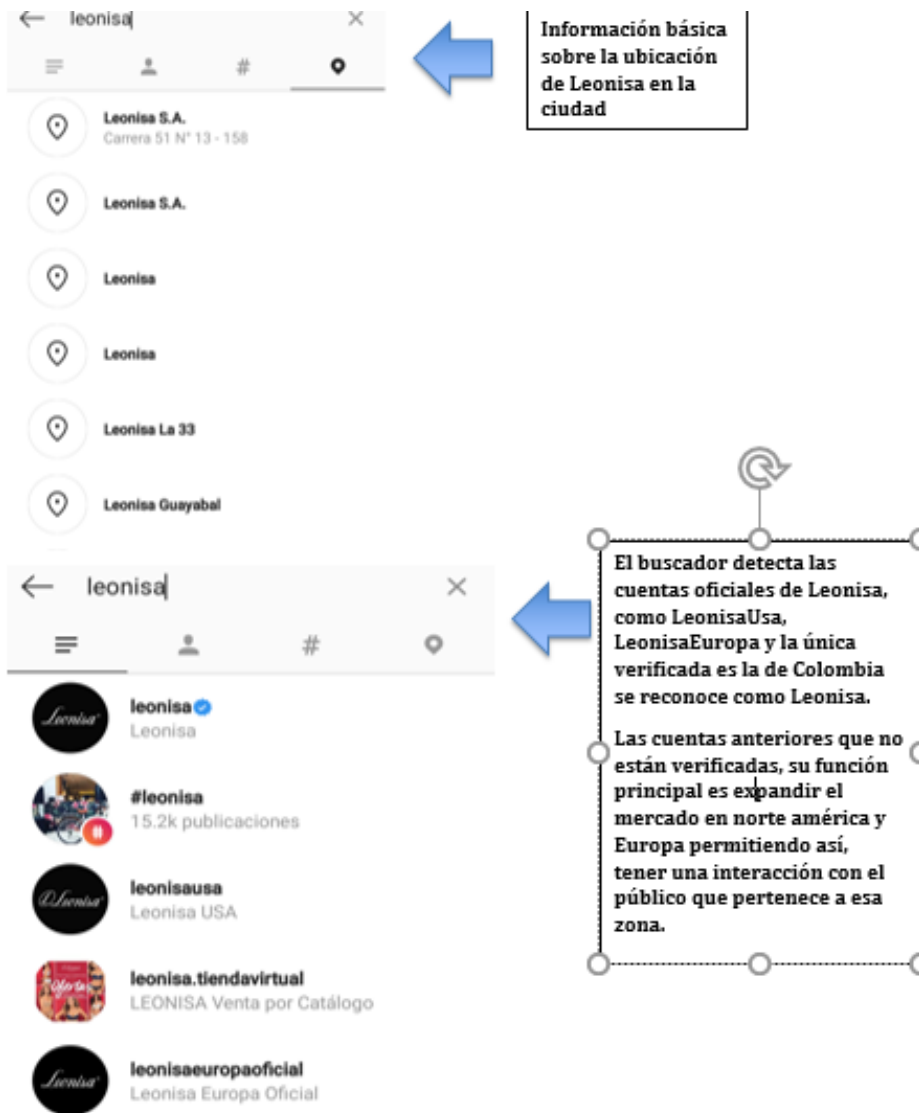 leonisa
#
Leonisa S.A.
Carrera 51 N° 13 - 158
Leonisa S.A.
Leonisa
Leonisa
Leonisa La 33
Leonisa Guayabal
Información básica
sobre la ubicación
de Leonisa en la
ciudad
leonisa
#
Leonisa
leonisa
Leonisa
#leonisa
15.2k publicaciones
#
Leonisa
leonisausa
Leonisa USA
Oferta
leonisa.tiendavirtual
LEONISA Venta por Catálogo
Leonisa
leonisaeuropaoficial
Leonisa Europa Oficial
El buscador detecta las
cuentas oficiales de Leonisa,
como LeonisaUsa,
LeonisaEuropa y la única
verificada es la de Colombia
se reconoce como Leonisa.
Las cuentas anteriores que no
están verificadas, su función
principal es expandir el
mercado en norte américa y
Europa permitiendo así,
tener una interacción con el
público que pertenece a esa
zona.